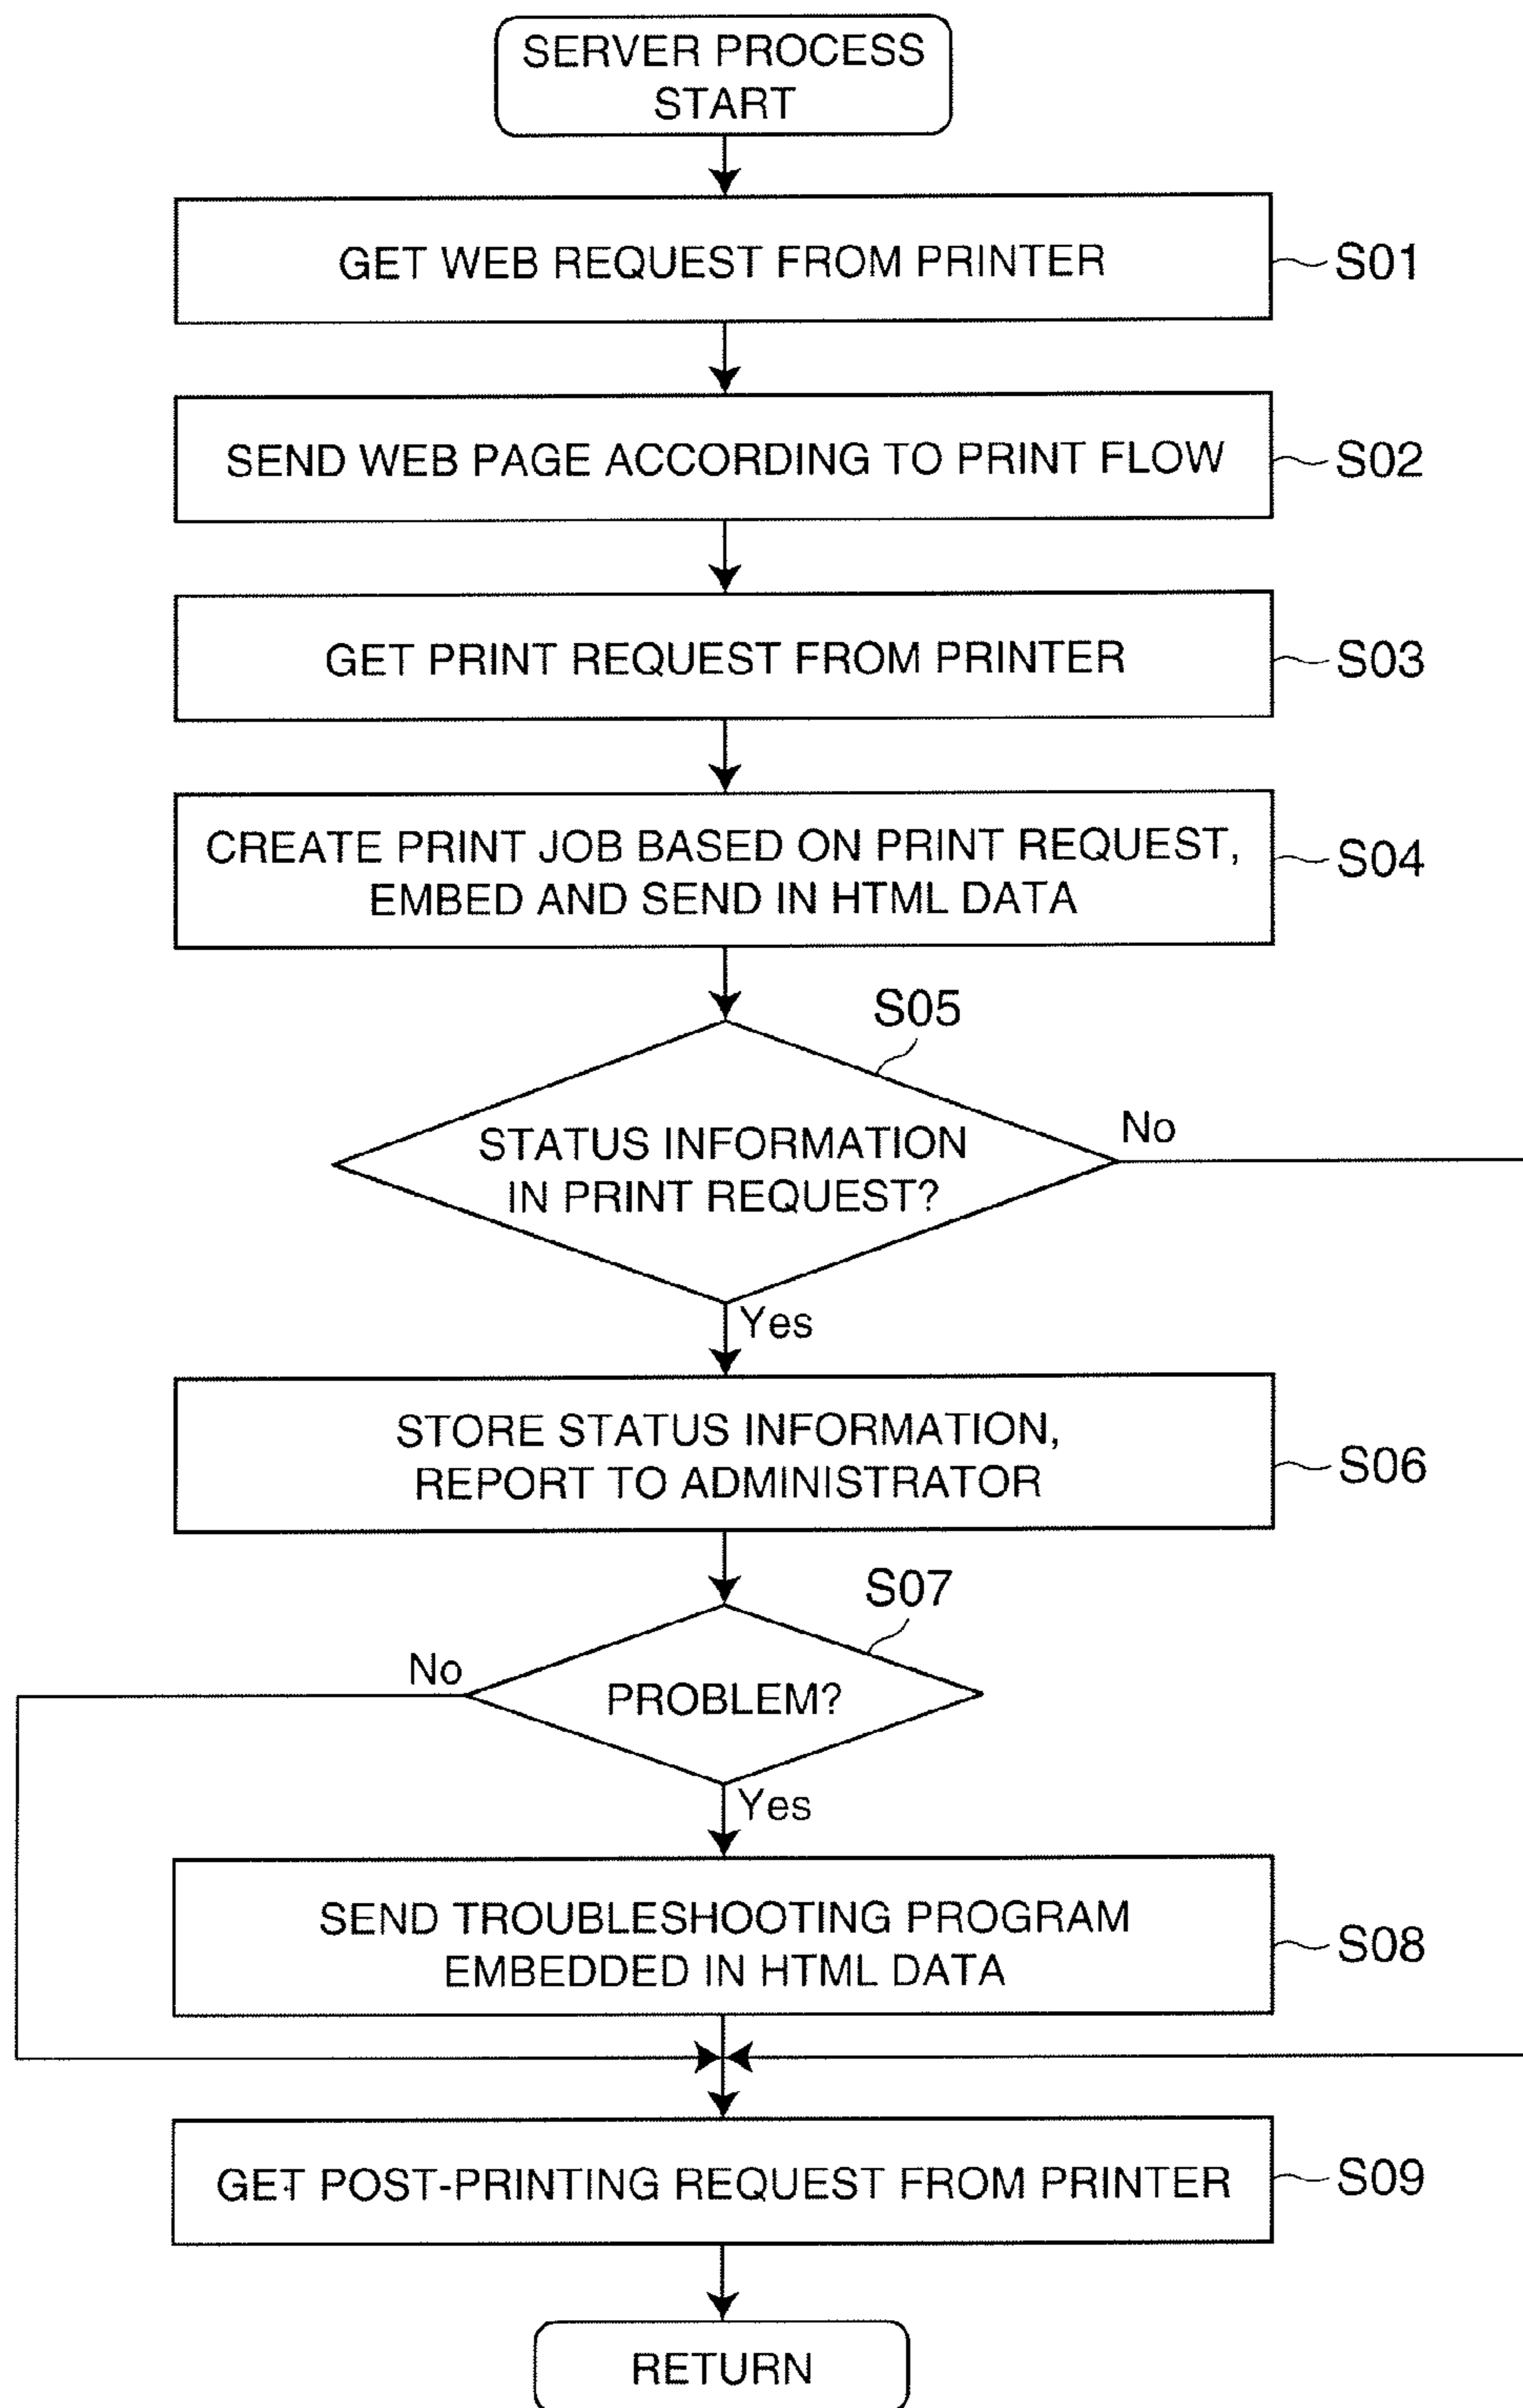 SERVER PROCESS
START
GET WEB REQUEST FROM PRINTER
S01
SEND WEB PAGE ACCORDING TO PRINT FLOW
S02
GET PRINT REQUEST FROM PRINTER
S03
CREATE PRINT JOB BASED ON PRINT REQUEST,
EMBED AND SEND IN HTML DATA
S04
S05
STATUS INFORMATION
IN PRINT REQUEST?
No
Yes
STORE STATUS INFORMATION,
REPORT TO ADMINISTRATOR
S06
S07
No
PROBLEM?
Yes
SEND TROUBLESHOOTING PROGRAM
EMBEDDED IN HTML DATA
S08
GET POST-PRINTING REQUEST FROM PRINTER
S09
RETURN